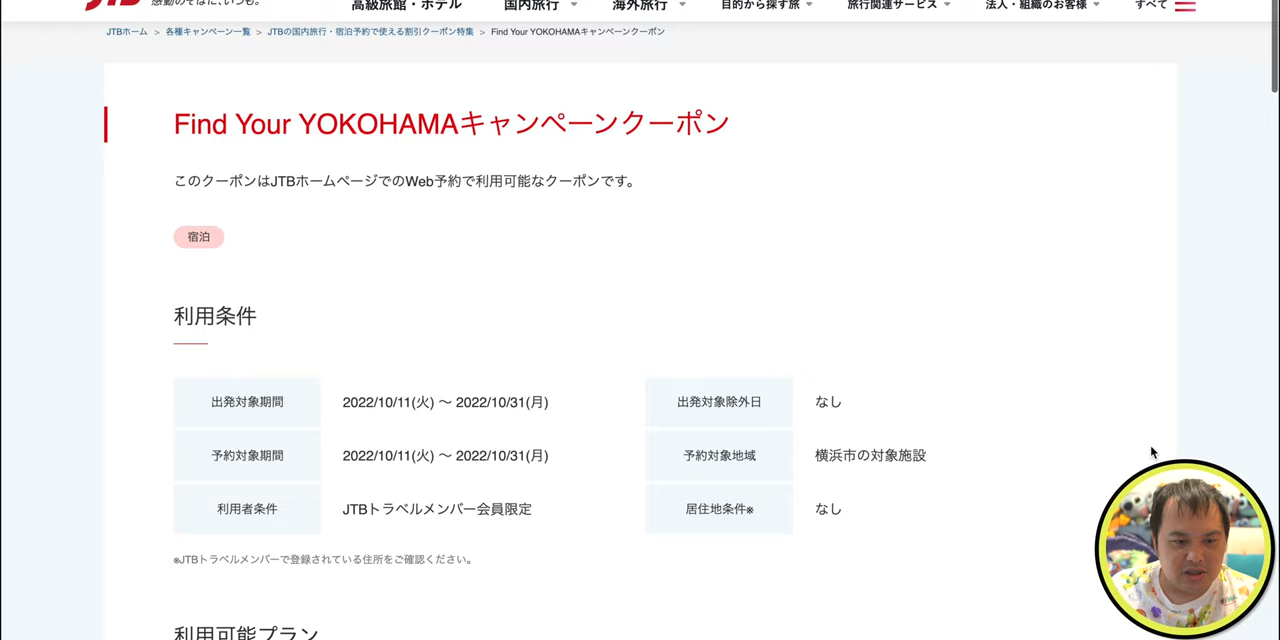 JTB 感動のそばに、いつも。
高級旅館・ホテル 国内旅行 海外旅行 目的から探す旅 旅行関連サービス 法人・組織のお客様 すべて
JTBホーム > 各種キャンペーン一覧 > JTBの国内旅行・宿泊予約で使える割引クーポン特集 > Find Your YOKOHAMAキャンペーンクーポン
Find Your YOKOHAMAキャンペーンクーポン
このクーポンはJTBホームページでのWeb予約で利用可能なクーポンです。
宿泊
利用条件
出発対象期間 2022/10/11(火) ～ 2022/10/31(月) 出発対象除外日 なし
予約対象期間 2022/10/11(火) ～ 2022/10/31(月) 予約対象地域 横浜市の対象施設
利用者条件 JTBトラベルメンバー会員限定 居住地条件※ なし
※JTBトラベルメンバーで登録されている住所をご確認ください。
利用可能プラン